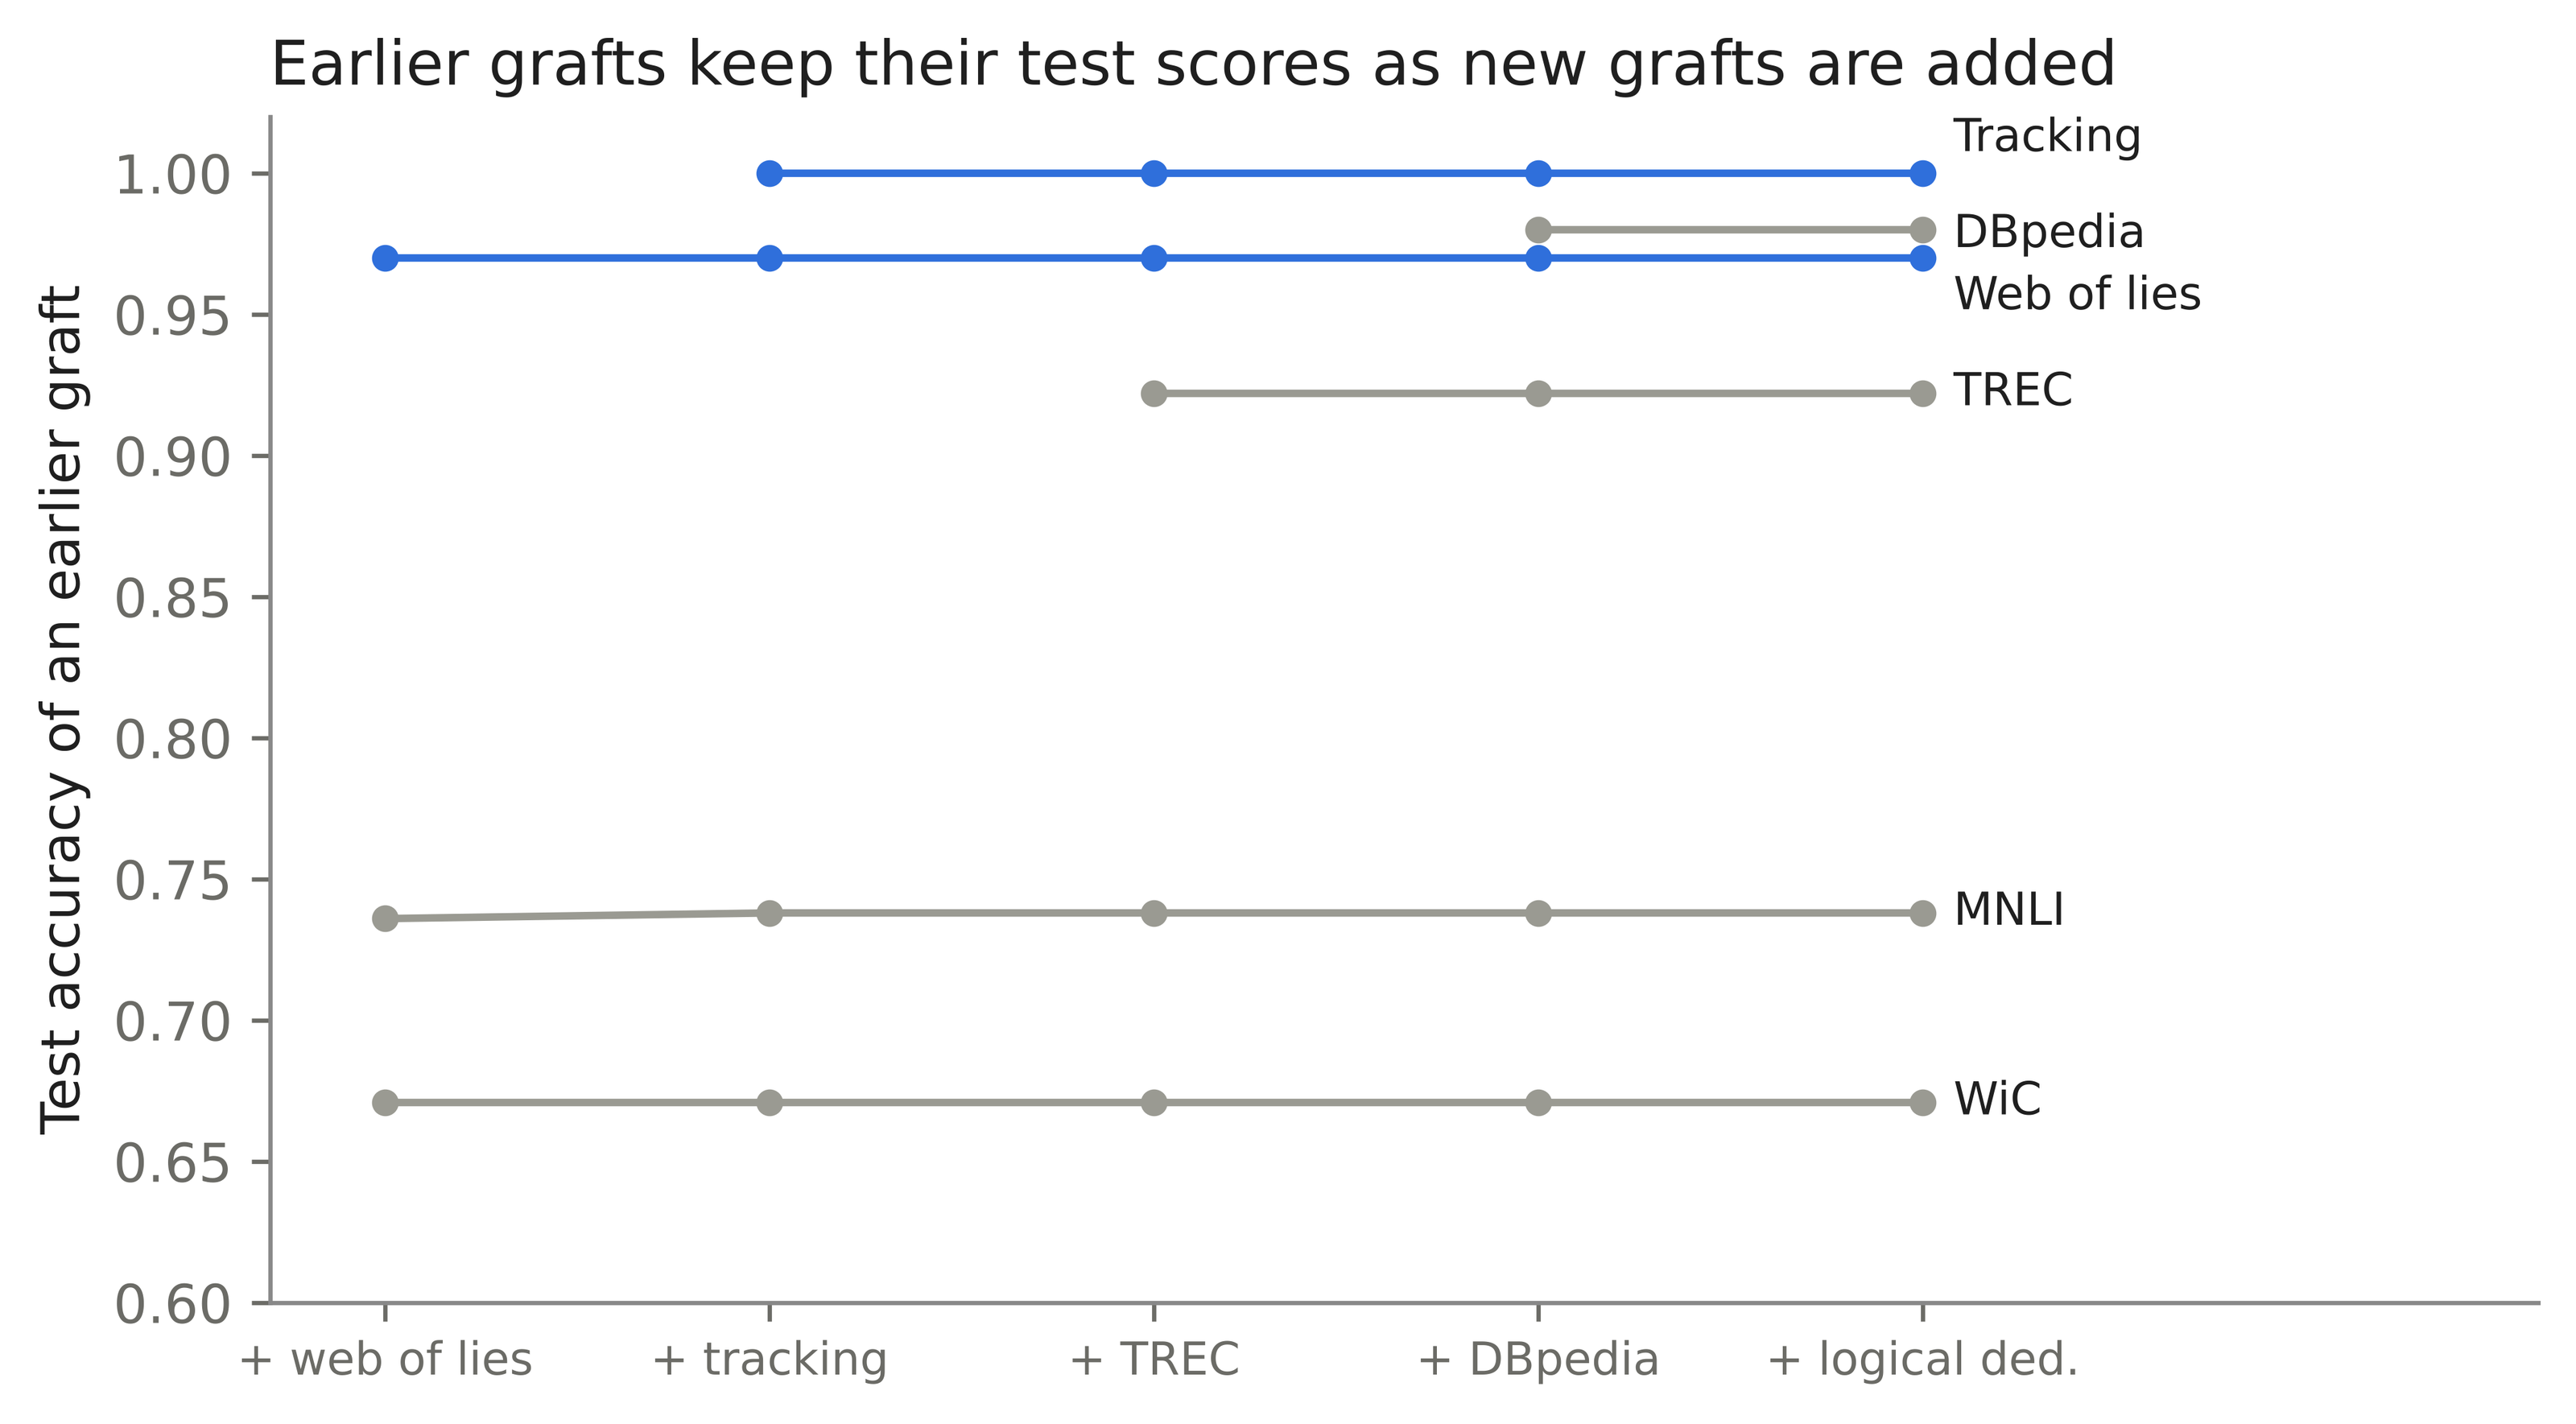 Earlier grafts keep their test scores as new grafts are added
Test accuracy of an earlier graft
1.00
0.95
0.90
0.85
0.80
0.75
0.70
0.65
0.60
Tracking
DBpedia
Web of lies
TREC
MNLI
WiC
+ web of lies
+ tracking
+ TREC
+ DBpedia
+ logical ded.